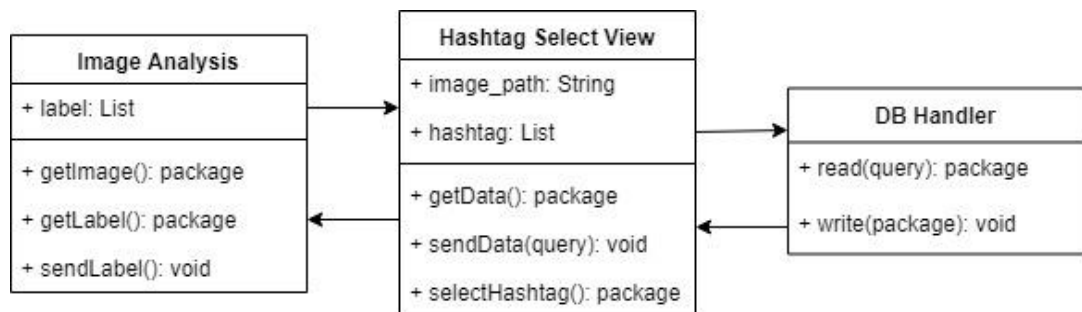 Image Analysis
+ label: List
+ getImage(): package
+ getLabel(): package
+ sendLabel(): void
Hashtag Select View
+ image_path: String
+ hashtag: List
+ getData(): package
+ sendData(query): void
+ selectHashtag(): package
DB Handler
+ read(query): package
+ write(package): void